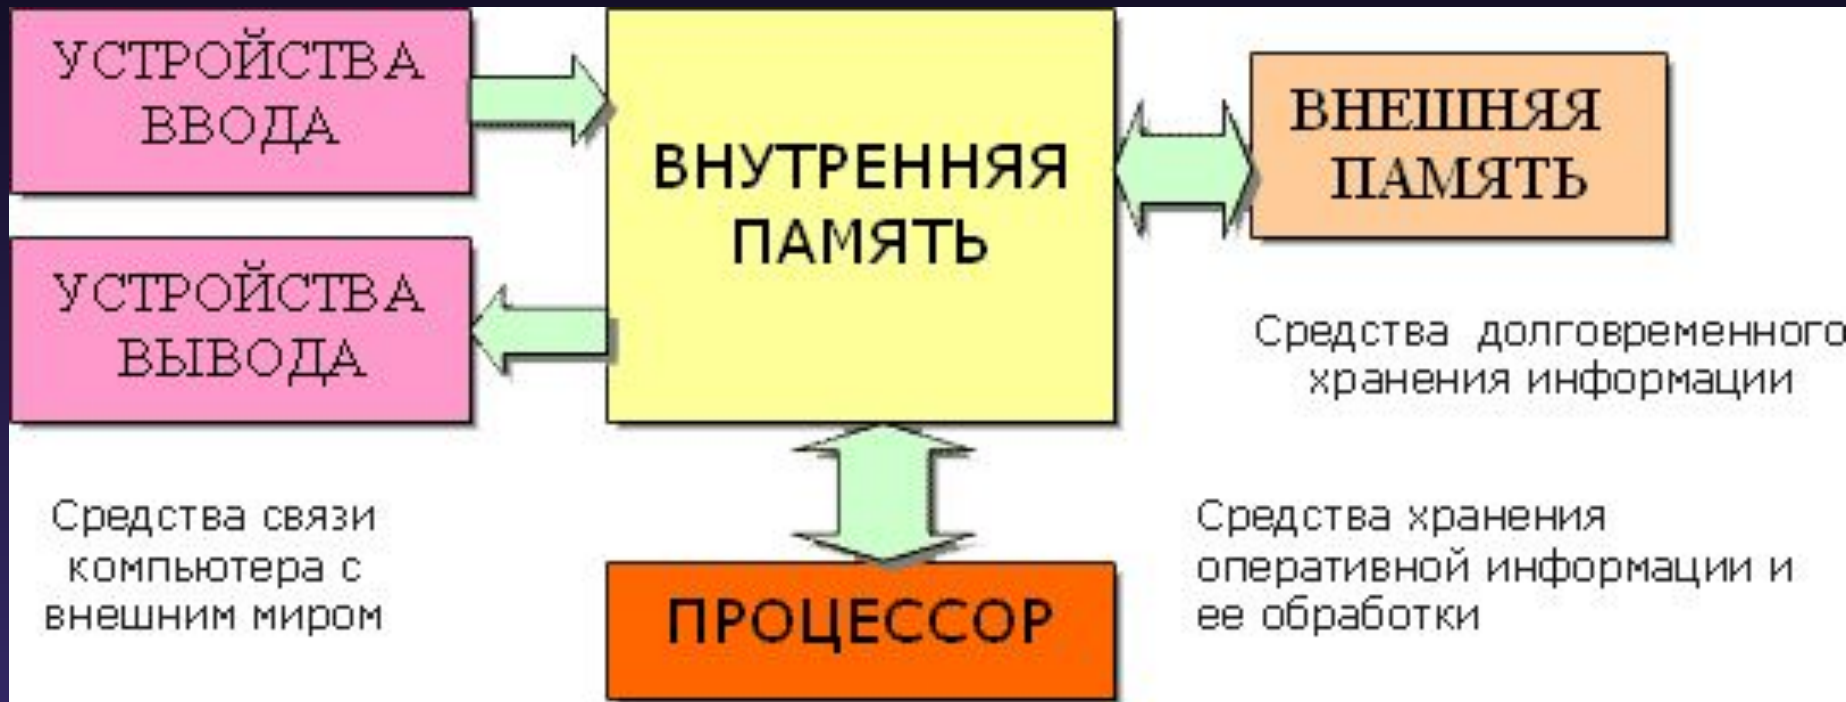 УСТРОЙСТВА
ВВОДА
УСТРОЙСТВА
ВЫВОДА
ВНУТРЕННЯЯ
ПАМЯТЬ
ВНЕШНЯЯ
ПАМЯТЬ
Средства долговременного
хранения информации
Средства связи
компьютера с
внешним миром
ПРОЦЕССОР
Средства хранения
оперативной информации и
ее обработки